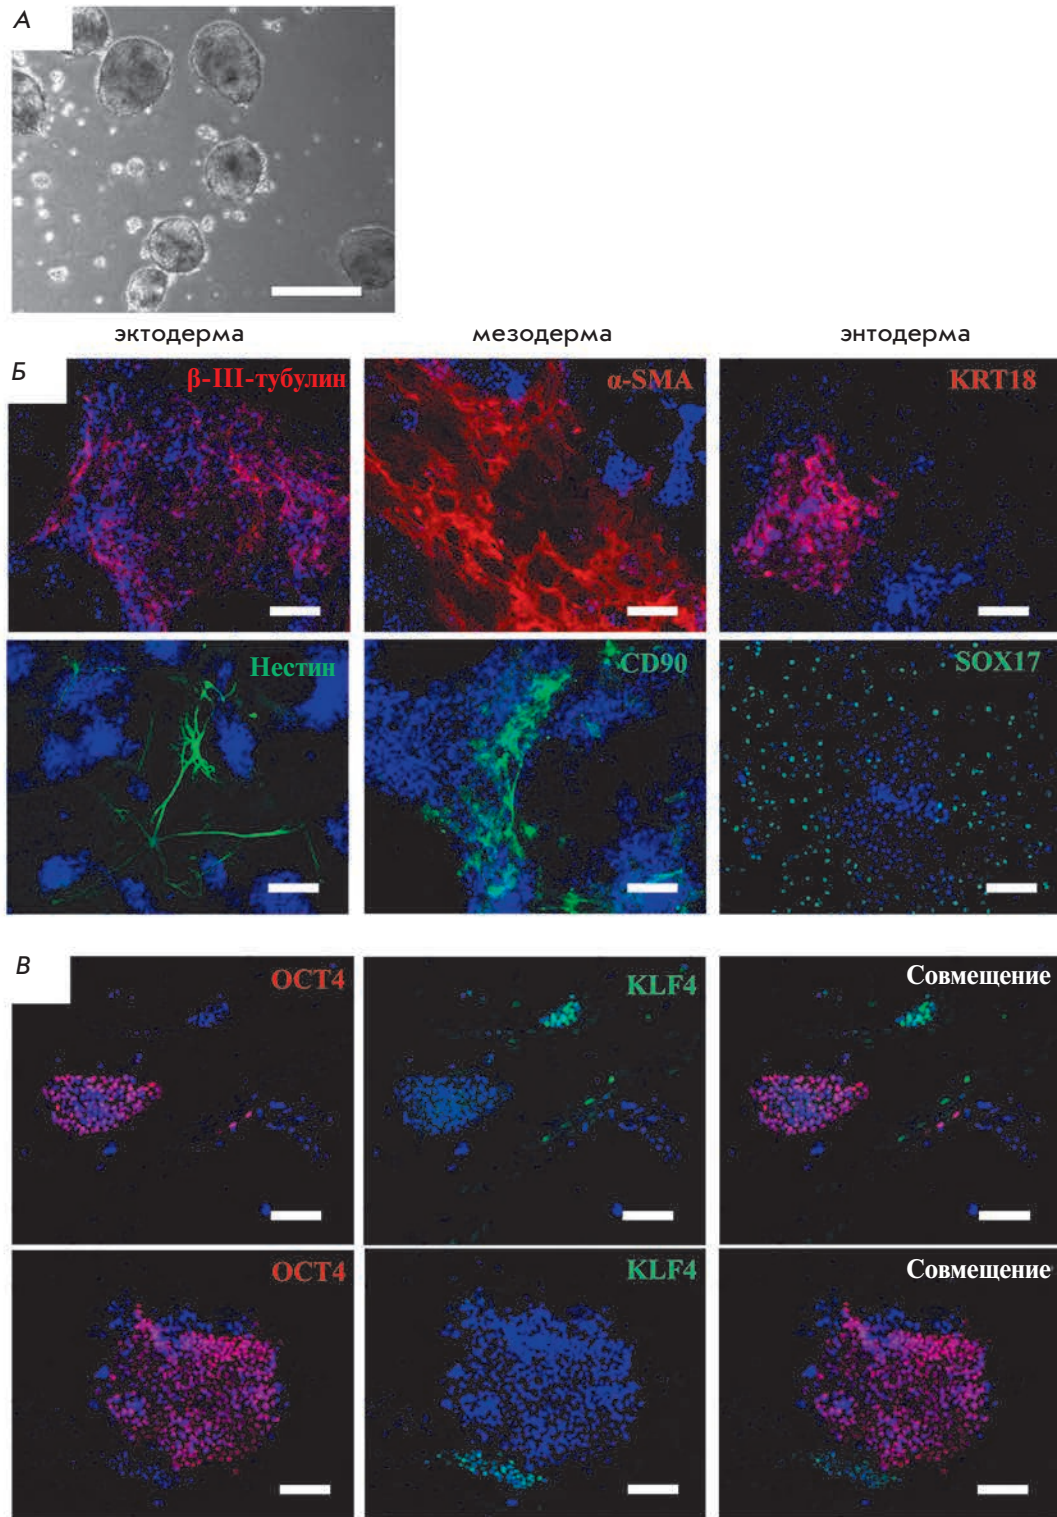 А
эктодерма
мезодерма
энтодерма
Б
β-III-тубулин
α-SMA
KRT18
Нестин
CD90
SOX17
В
OCT4
KLF4
Совмещение
OCT4
KLF4
Совмещение